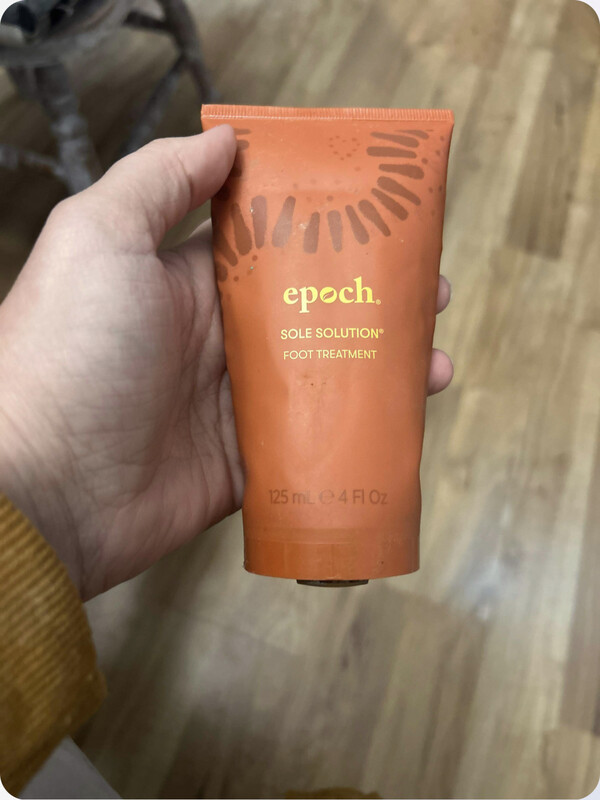 epoch®
SOLE SOLUTION®
FOOT TREATMENT
125 mL ℮ 4 Fl Oz